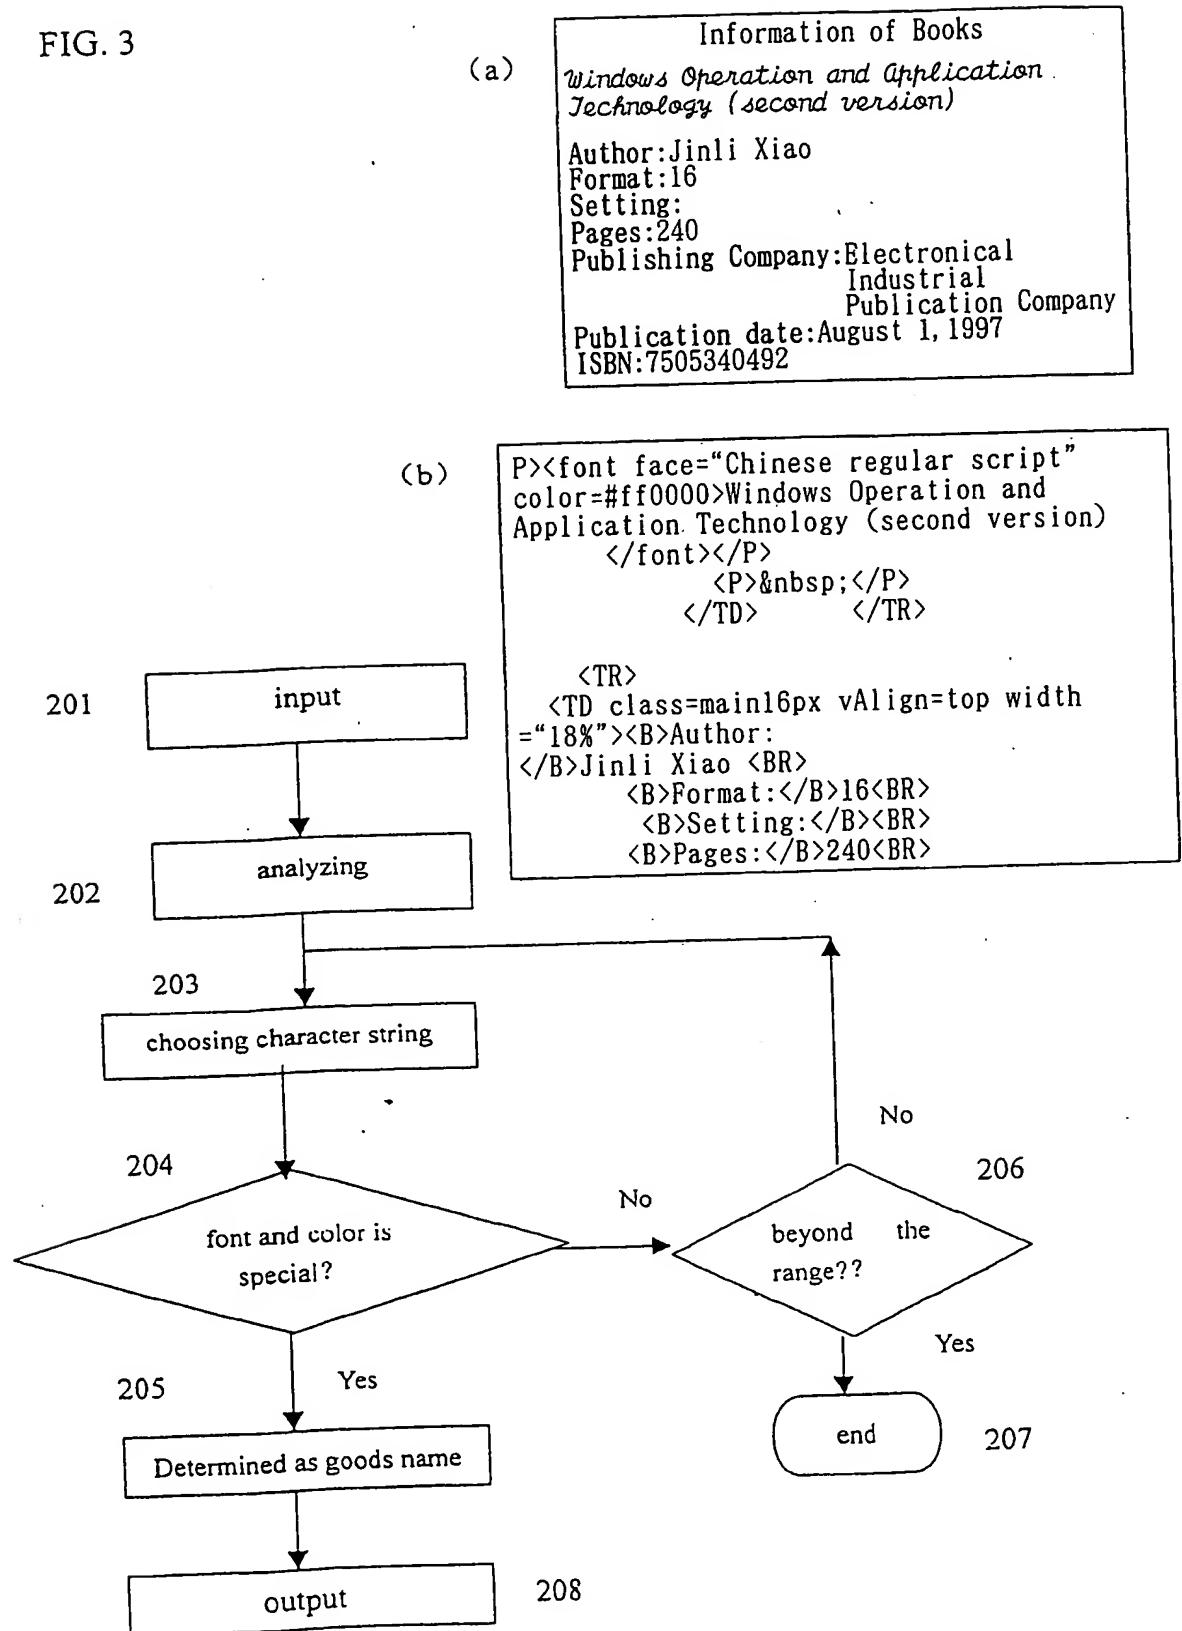 FIG. 3
(a)
Information of Books
Windows Operation and Application
Technology (second version)
Author:Jinli Xiao
Format:16
Setting:
Pages:240
Publishing Company:Electronical
Industrial
Publication Company
Publication date:August 1, 1997
ISBN:7505340492
(b)
P><font face=“Chinese regular script”
color=#ff0000>Windows Operation and
Application Technology (second version)
</font></P>
<P>&nbsp;</P>
</TD> </TR>
<TR>
<TD class=main16px vAlign=top width
=“18%”><B>Author:
</B>Jinli Xiao <BR>
<B>Format:</B>16<BR>
<B>Setting:</B><BR>
<B>Pages:</B>240<BR>
201
input
202
analyzing
203
choosing character string
204
font and color is
special?
No
No
206
beyond the
range??
Yes
205
Yes
Determined as goods name
end
207
output
208